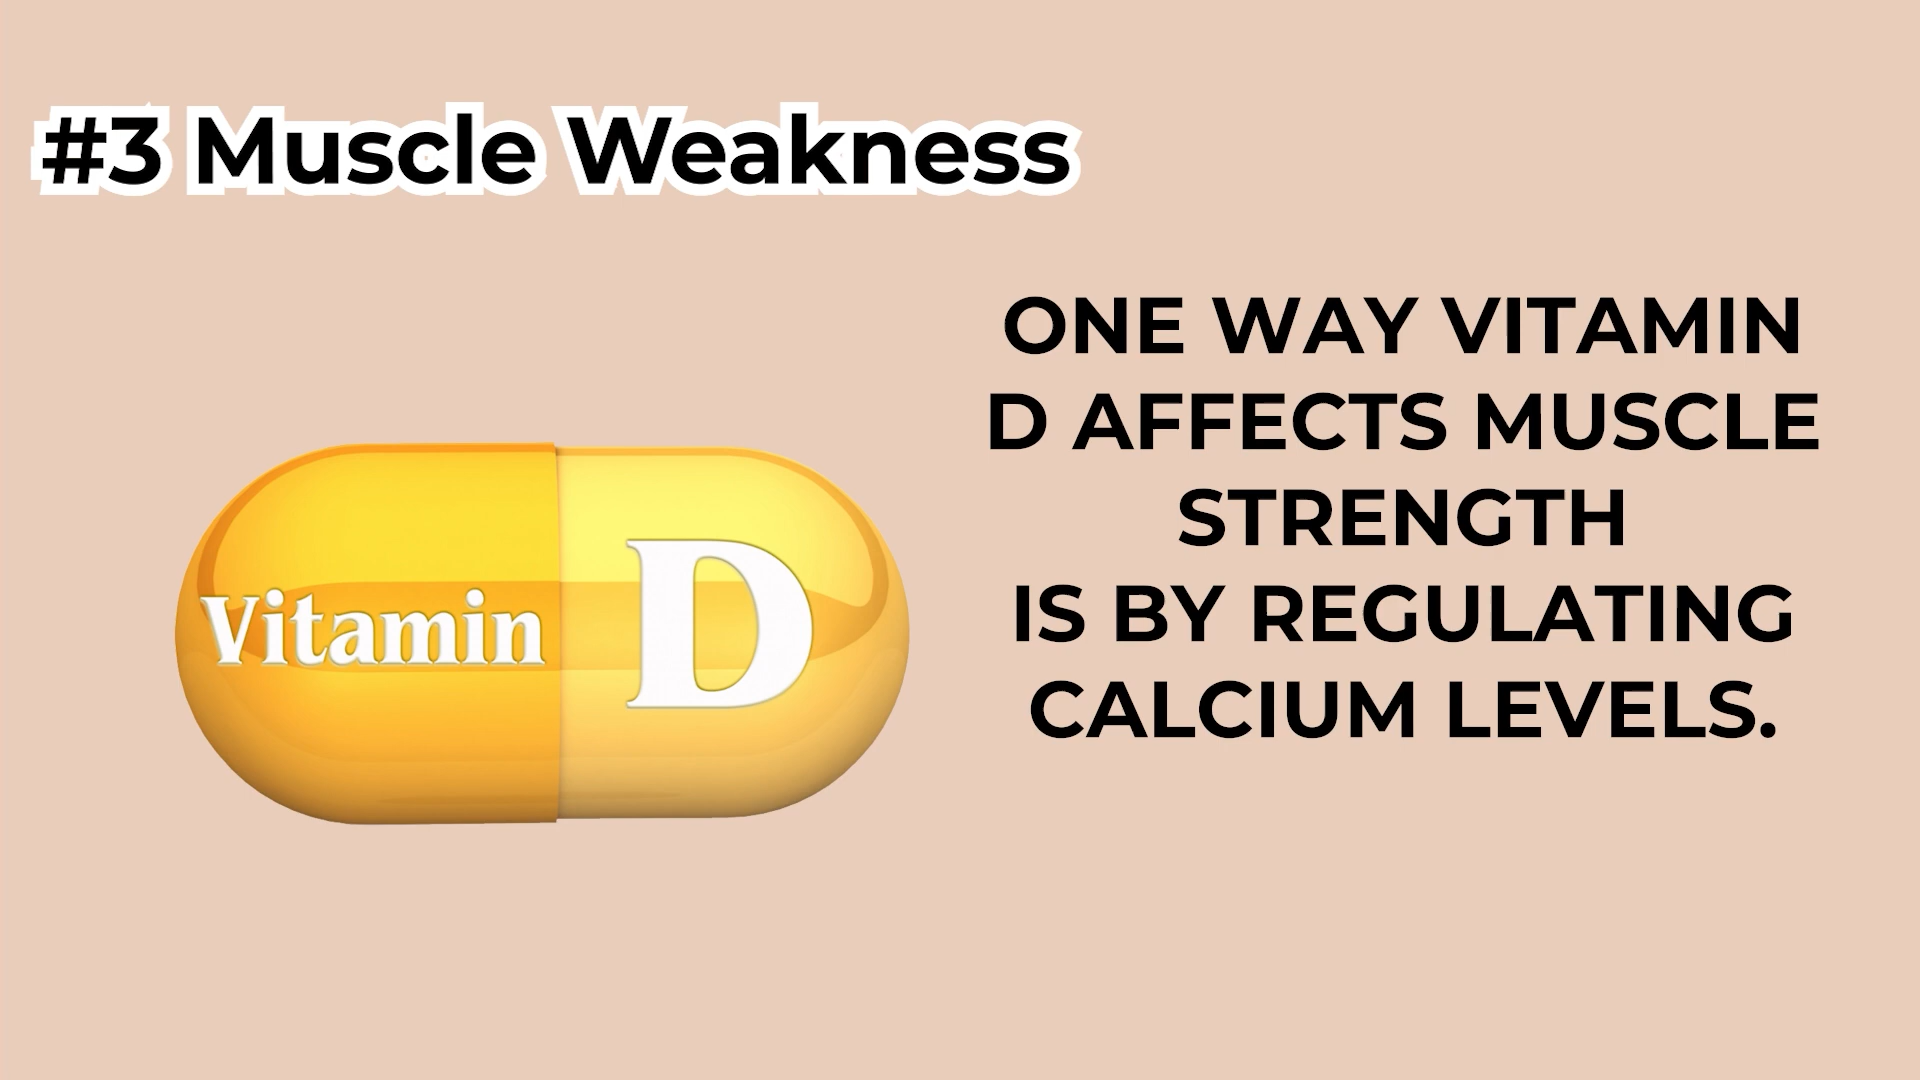 #3 Muscle Weakness
ONE WAY VITAMIN
D AFFECTS MUSCLE
STRENGTH
IS BY REGULATING
CALCIUM LEVELS.
Vitamin D